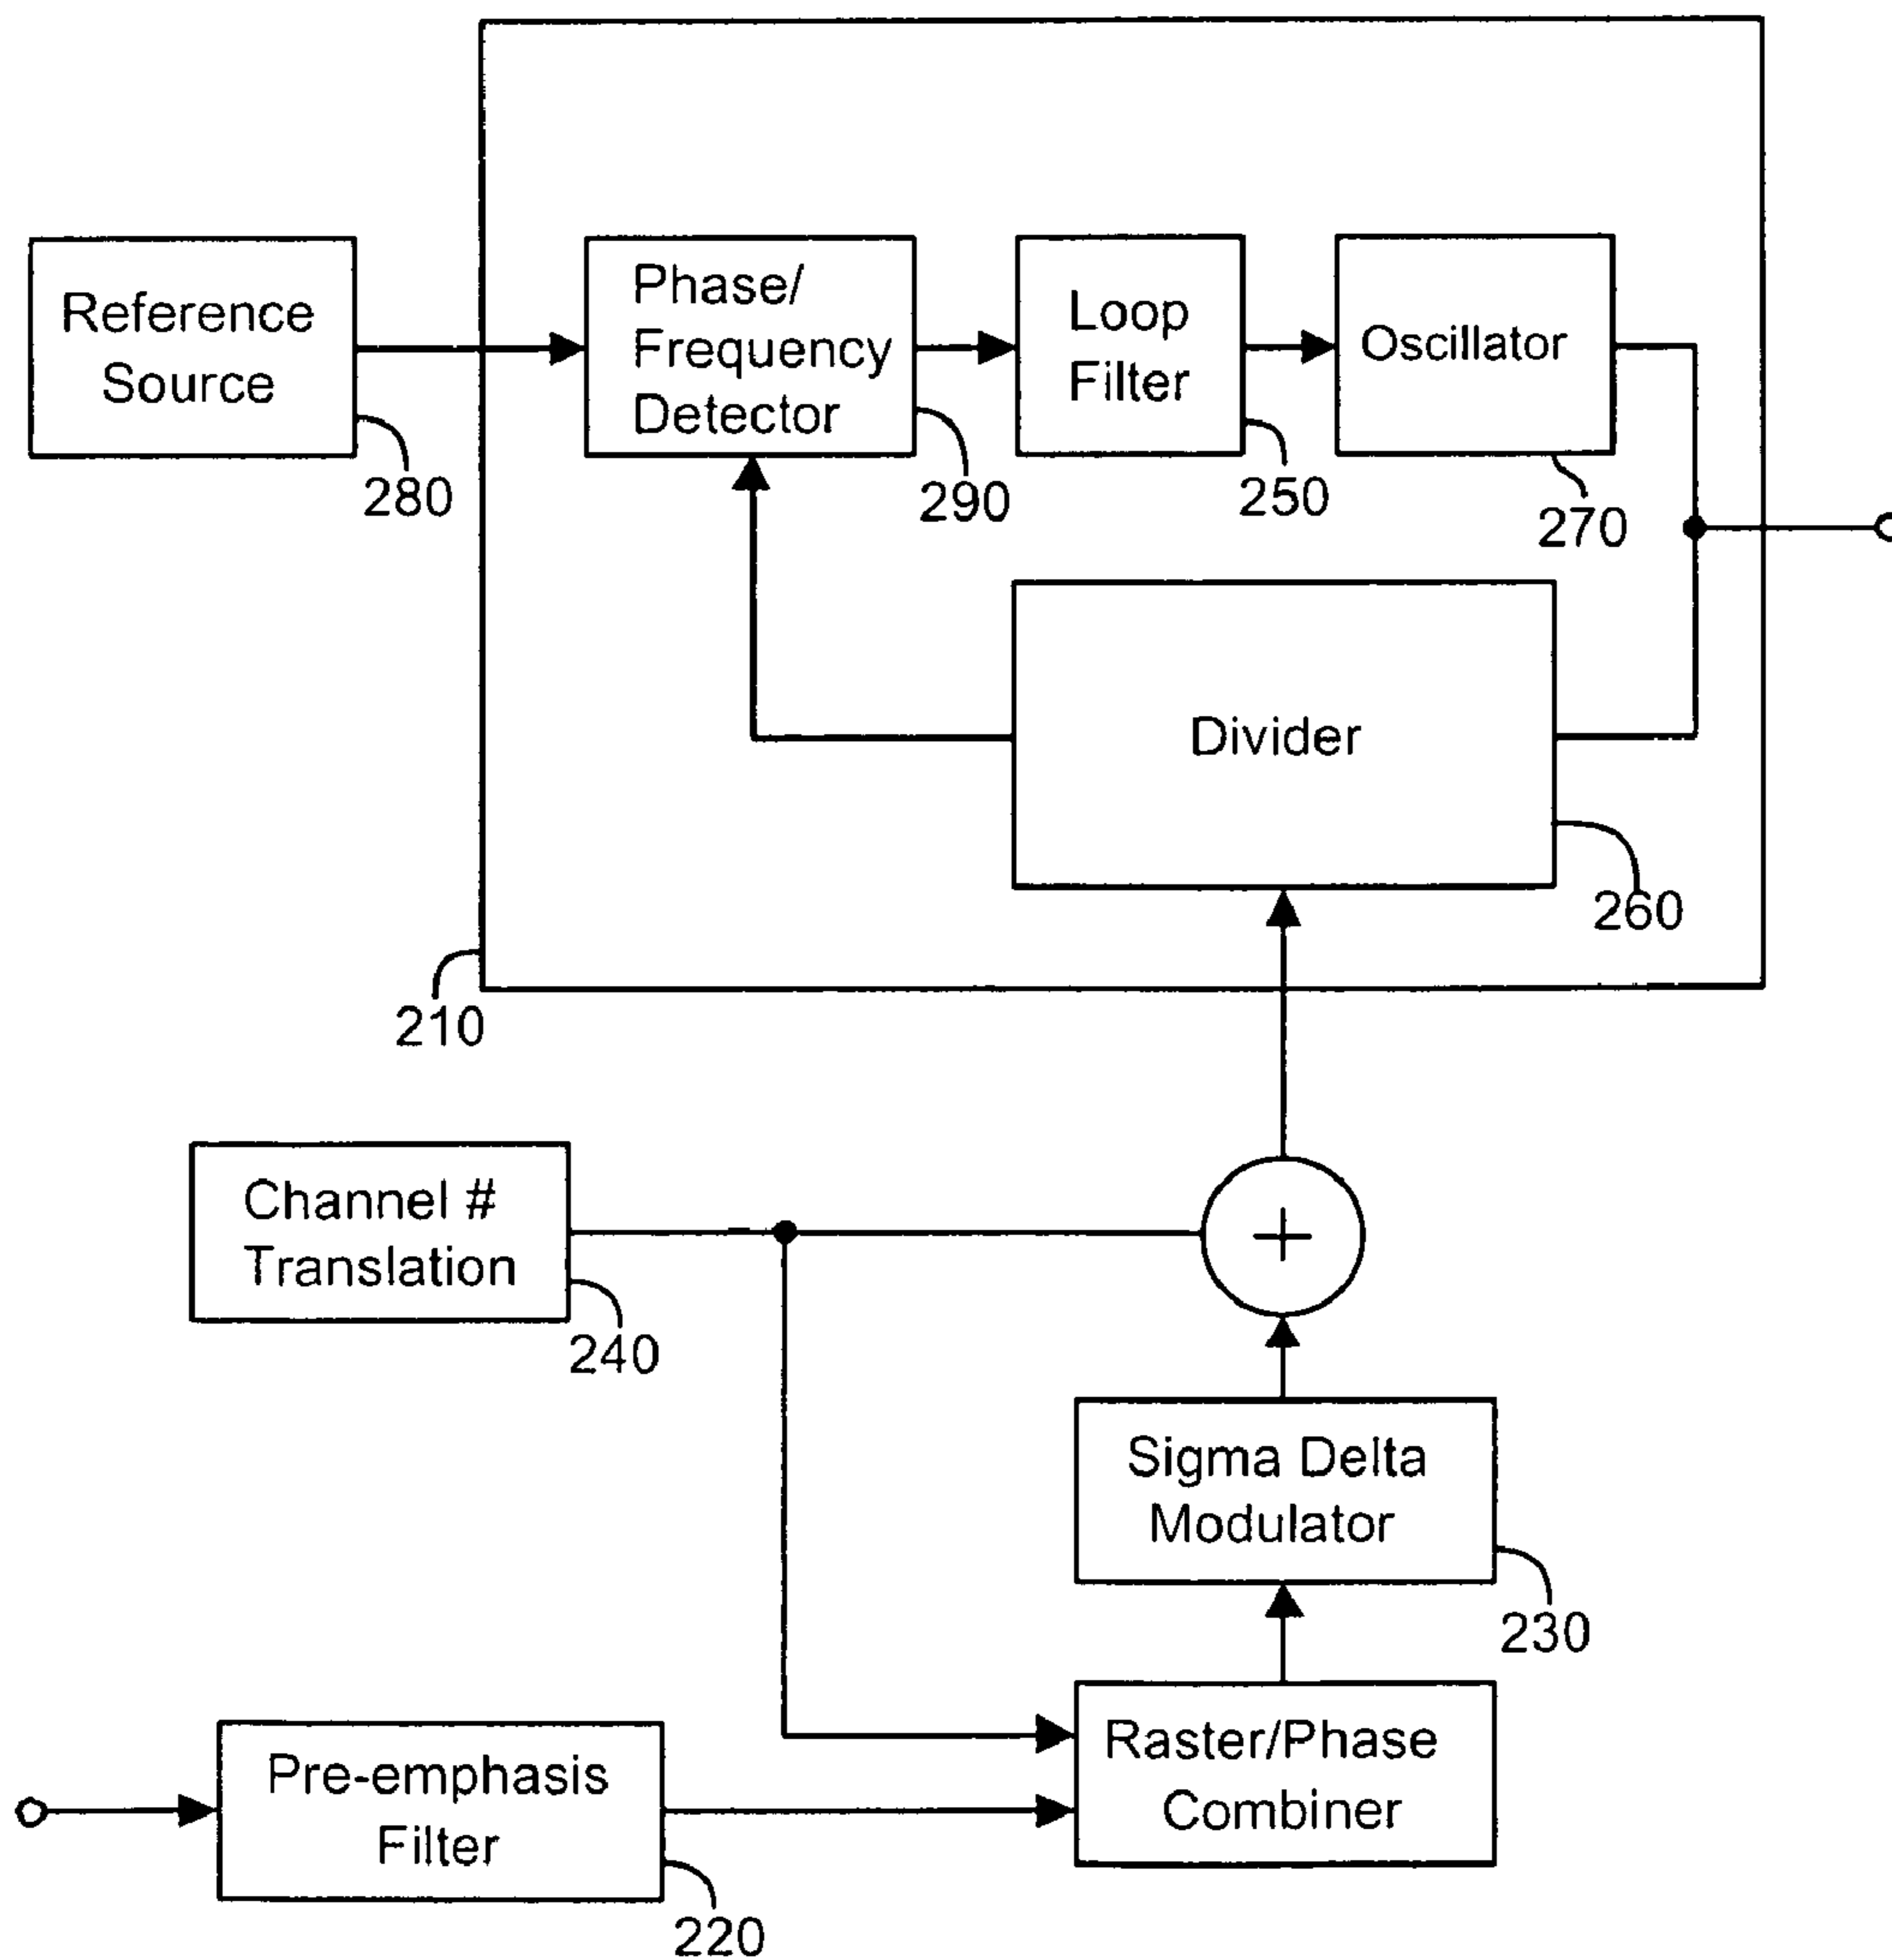 Reference
Source
280
Phase/
Frequency
Detector
290
Loop
Filter
250
Oscillator
270
Divider
260
210
Channel #
Translation
240
+
Sigma Delta
Modulator
230
Raster/Phase
Combiner
Pre-emphasis
Filter
220